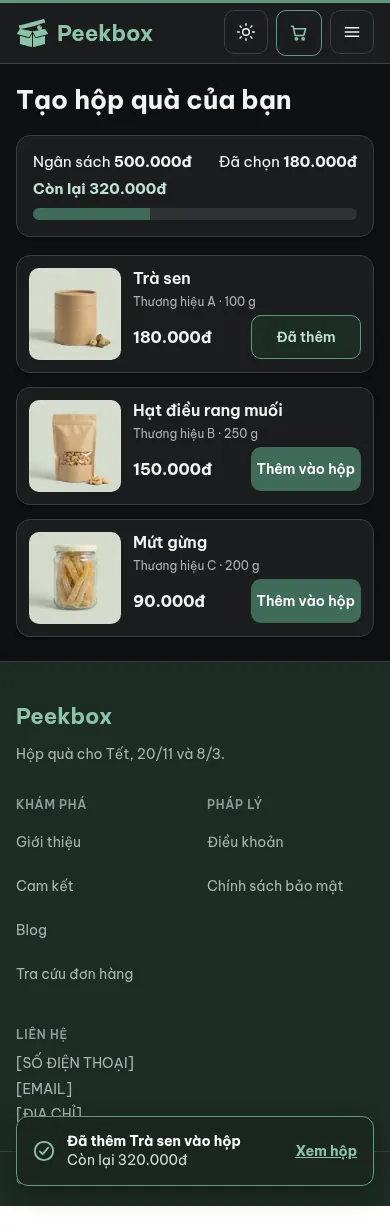 Peekbox
Tạo hộp quà của bạn
Ngân sách 500.000đ
Đã chọn 180.000đ
Còn lại 320.000đ
Trà sen
Thương hiệu A · 100 g
180.000đ
Đã thêm
Hạt điều rang muối
Thương hiệu B · 250 g
150.000đ
Thêm vào hộp
Mứt gừng
Thương hiệu C · 200 g
90.000đ
Thêm vào hộp
Peekbox
Hộp quà cho Tết, 20/11 và 8/3.
KHÁM PHÁ
Giới thiệu
Cam kết
Blog
Tra cứu đơn hàng
PHÁP LÝ
Điều khoản
Chính sách bảo mật
LIÊN HỆ
[SỐ ĐIỆN THOẠI]
[EMAIL]
[ĐỊA CHỈ]
Đã thêm Trà sen vào hộp
Còn lại 320.000đ
Xem hộp